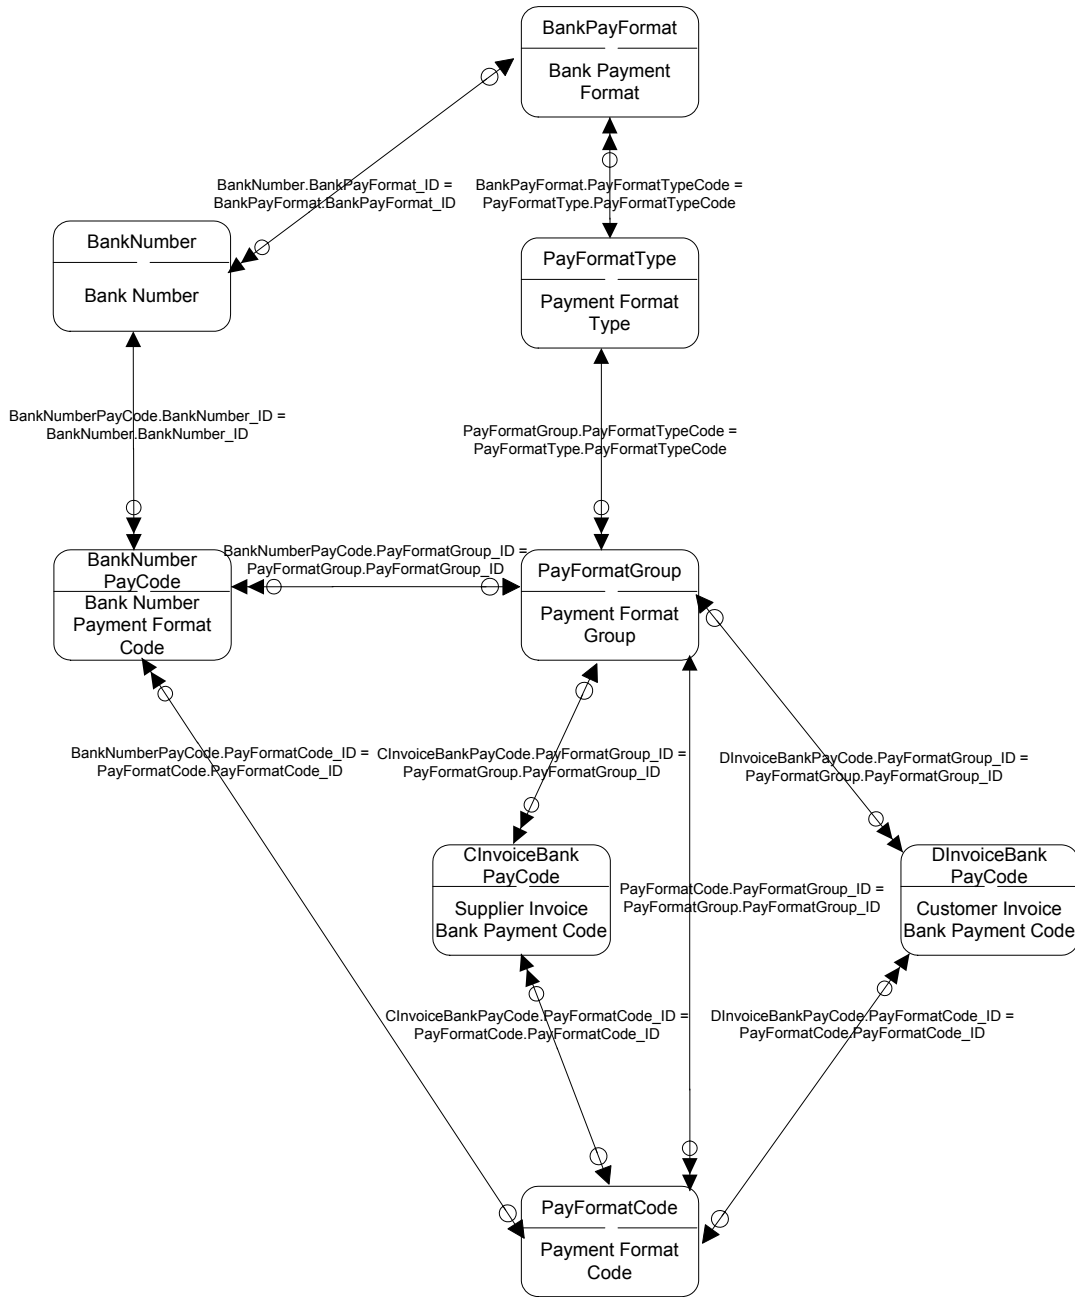 BankPayFormat
Bank Payment
Format
BankNumber.BankPayFormat_ID =
BankPayFormat.BankPayFormat_ID
BankPayFormat.PayFormatTypeCode =
PayFormatType.PayFormatTypeCode
BankNumber
Bank Number
PayFormatType
Payment Format
Type
BankNumberPayCode.BankNumber_ID =
BankNumber.BankNumber_ID
PayFormatGroup.PayFormatTypeCode =
PayFormatType.PayFormatTypeCode
BankNumber
PayCode
Bank Number
Payment Format
Code
BankNumberPayCode.PayFormatGroup_ID =
PayFormatGroup.PayFormatGroup_ID
PayFormatGroup
Payment Format
Group
BankNumberPayCode.PayFormatCode_ID =
PayFormatCode.PayFormatCode_ID
CInvoiceBankPayCode.PayFormatGroup_ID =
PayFormatGroup.PayFormatGroup_ID
DInvoiceBankPayCode.PayFormatGroup_ID =
PayFormatGroup.PayFormatGroup_ID
CInvoiceBank
PayCode
Supplier Invoice
Bank Payment Code
PayFormatCode.PayFormatGroup_ID =
PayFormatGroup.PayFormatGroup_ID
DInvoiceBank
PayCode
Customer Invoice
Bank Payment Code
CInvoiceBankPayCode.PayFormatCode_ID =
PayFormatCode.PayFormatCode_ID
DInvoiceBankPayCode.PayFormatCode_ID =
PayFormatCode.PayFormatCode_ID
PayFormatCode
Payment Format
Code